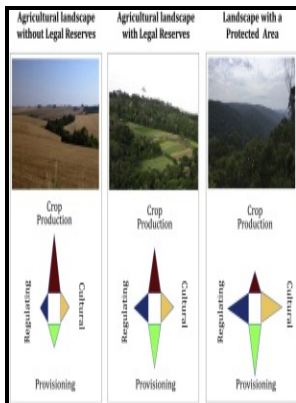 Agricultural landscape
without Legal Reserves
Agricultural landscape
with Legal Reserves
Landscape with a
Protected Area
Crop
Production
Regulating
Cultural
Provisioning
Crop
Production
Regulating
Cultural
Provisioning
Crop
Production
Regulating
Cultural
Provisioning